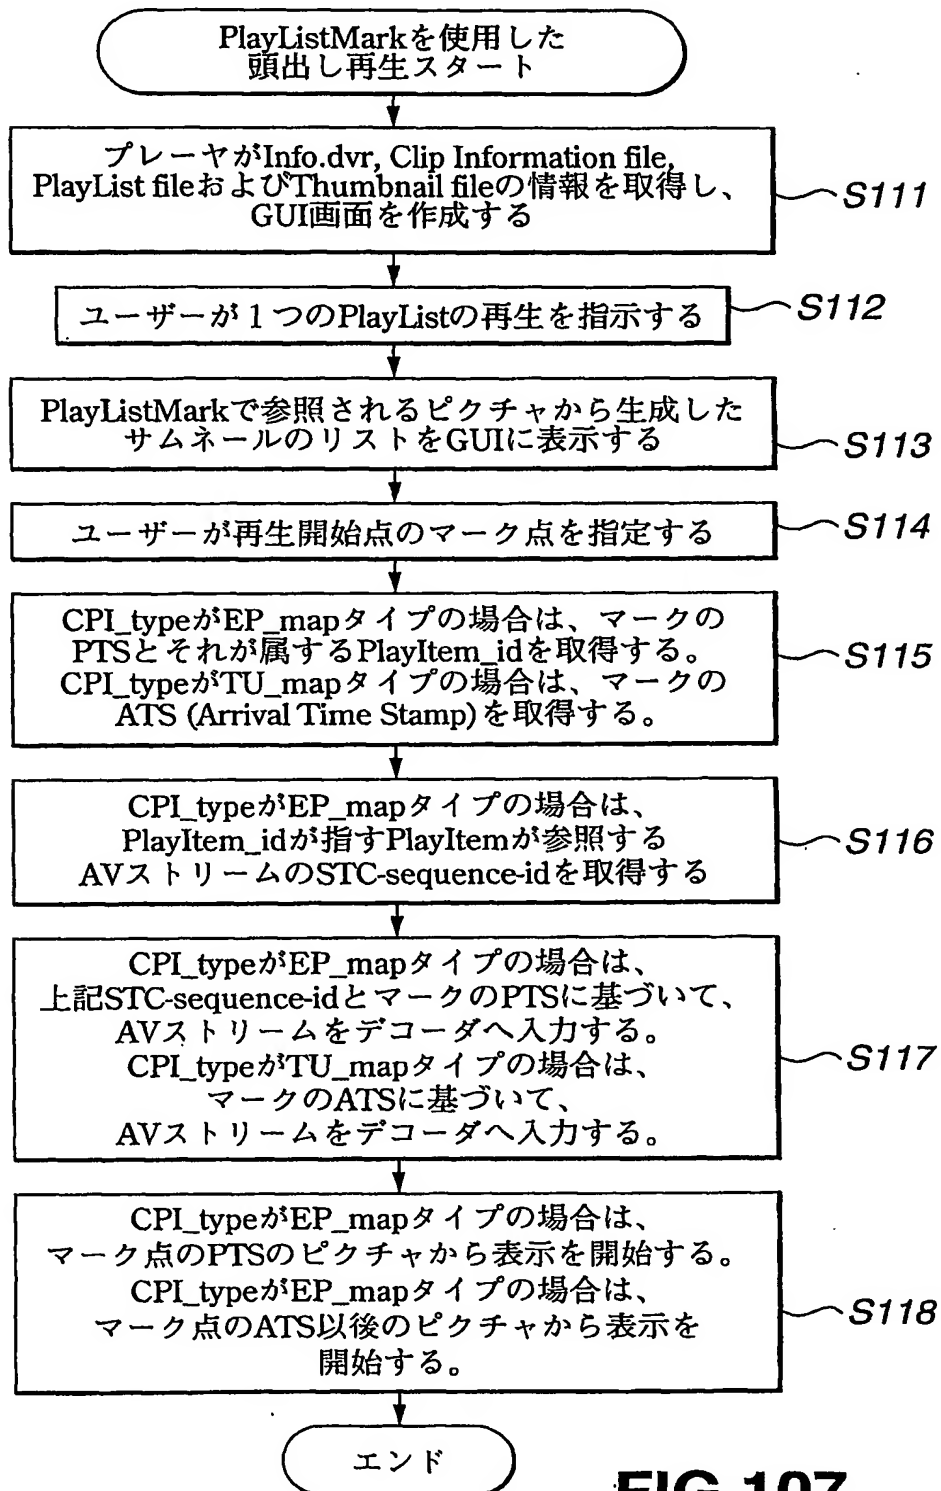 PlayListMarkを使用した
頭出し再生スタート
プレーヤがInfo.dvr, Clip Information file,
PlayList fileおよびThumbnail fileの情報を取得し、
GUI画面を作成する
S111
ユーザーが1つのPlayListの再生を指示する
S112
PlayListMarkで参照されるピクチャから生成した
サムネールのリストをGUIに表示する
S113
ユーザーが再生開始点のマーク点を指定する
S114
CPI_typeがEP_mapタイプの場合は、マークの
PTSとそれが属するPlayItem_idを取得する。
CPI_typeがTU_mapタイプの場合は、マークの
ATS (Arrival Time Stamp)を取得する。
S115
CPI_typeがEP_mapタイプの場合は、
PlayItem_idが指すPlayItemが参照する
AVストリームのSTC-sequence-idを取得する
S116
CPI_typeがEP_mapタイプの場合は、
上記STC-sequence-idとマークのPTSに基づいて、
AVストリームをデコーダへ入力する。
CPI_typeがTU_mapタイプの場合は、
マークのATSに基づいて、
AVストリームをデコーダへ入力する。
S117
CPI_typeがEP_mapタイプの場合は、
マーク点のPTSのピクチャから表示を開始する。
CPI_typeがEP_mapタイプの場合は、
マーク点のATS以後のピクチャから表示を
開始する。
S118
エンド
FIG.107